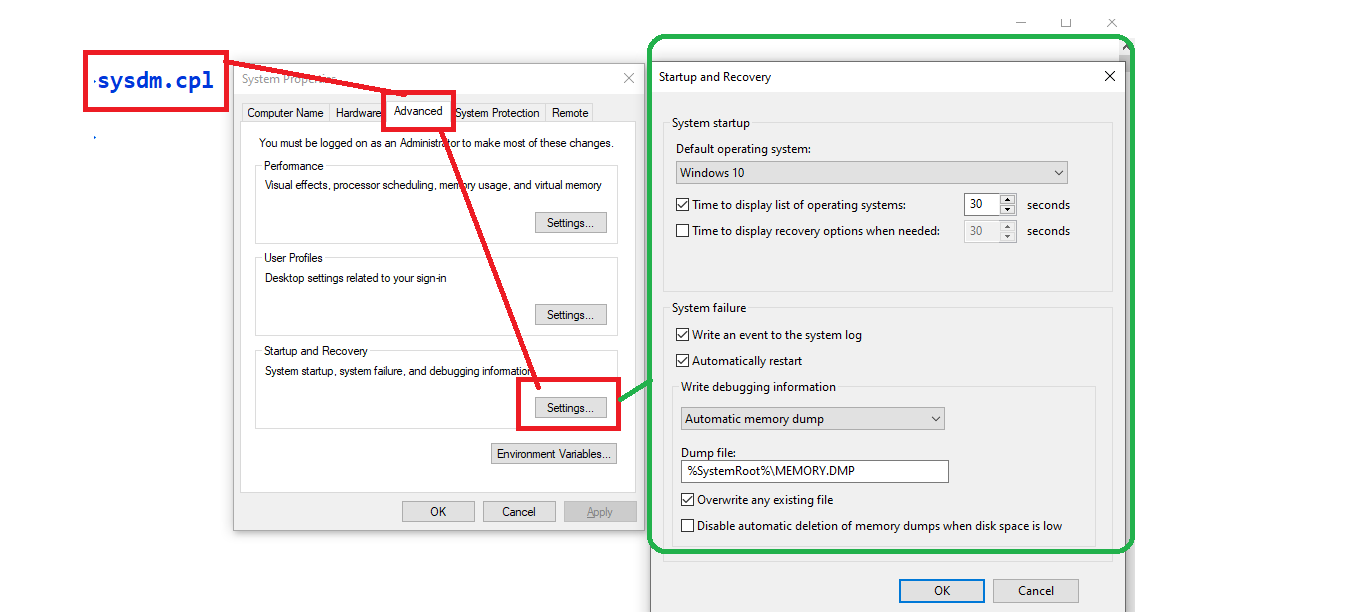 sysdm.cpl
System Properties
Computer Name Hardware Advanced System Protection Remote
You must be logged on as an Administrator to make most of these changes.
Performance
Visual effects, processor scheduling, memory usage, and virtual memory
Settings...
User Profiles
Desktop settings related to your sign-in
Settings...
Startup and Recovery
System startup, system failure, and debugging information
Settings...
Environment Variables...
OK Cancel Apply
Startup and Recovery
System startup
Default operating system:
Windows 10
Time to display list of operating systems: 30 seconds
Time to display recovery options when needed: 30 seconds
System failure
Write an event to the system log
Automatically restart
Write debugging information
Automatic memory dump
Dump file:
%SystemRoot%\MEMORY.DMP
Overwrite any existing file
Disable automatic deletion of memory dumps when disk space is low
OK Cancel